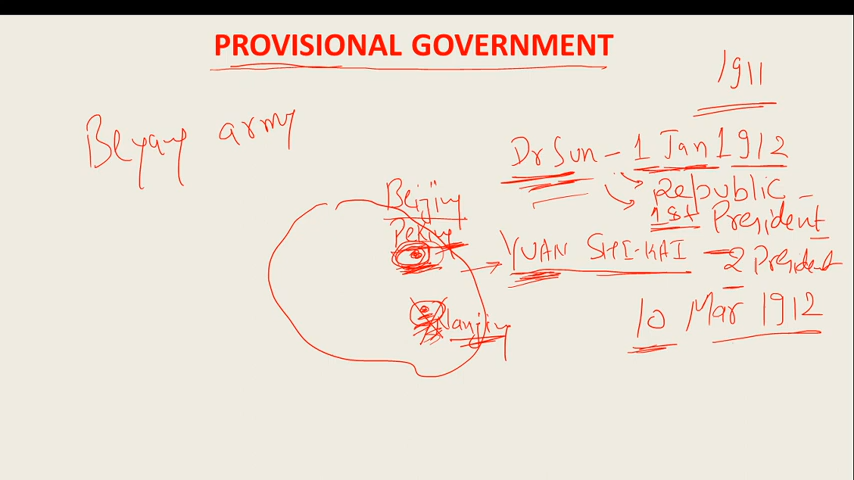 PROVISIONAL GOVERNMENT
1911
Beyang army
Dr Sun - 1 Jan 1912
Republic
1st President
Beijing
Peking
YUAN SHI-KAI - 2 President
Nanjing
10 Mar 1912